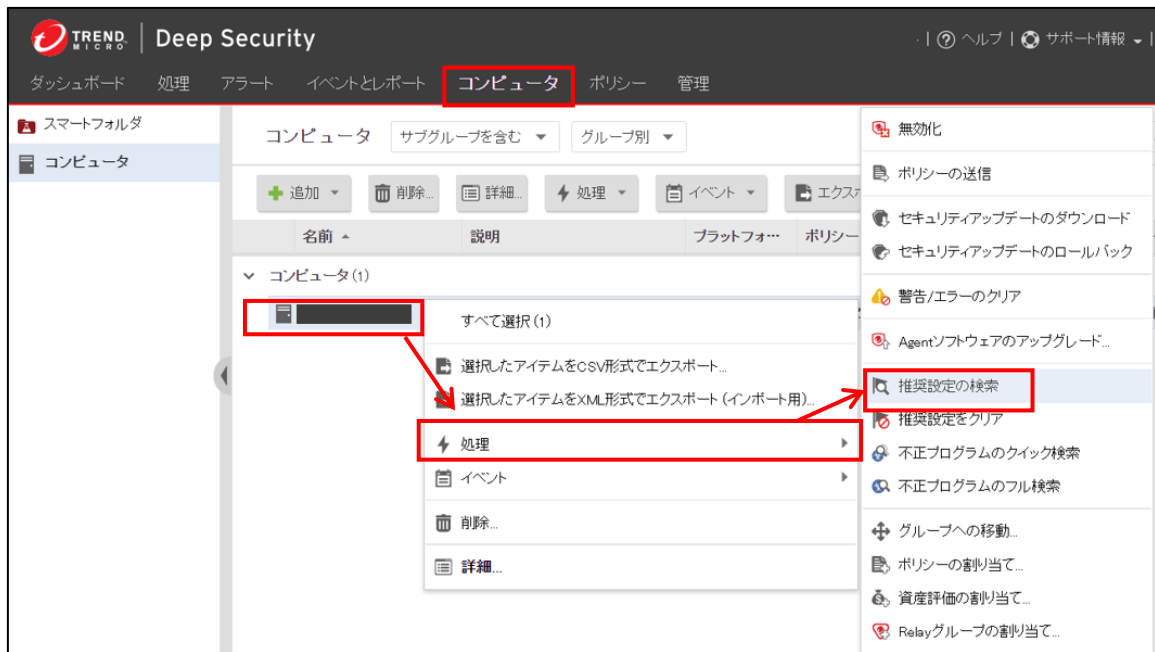 TREND MICRO | Deep Security
ヘルプ | サポート情報
ダッシュボード 処理 アラート イベントとレポート コンピュータ ポリシー 管理
スマートフォルダ
コンピュータ
コンピュータ サブグループを含む グループ別
追加 削除... 詳細... 処理 イベント エクスポ
名前 説明 プラットフォ… ポリシー
コンピュータ(1)
すべて選択(1)
選択したアイテムをCSV形式でエクスポート...
選択したアイテムをXML形式でエクスポート(インポート用)...
処理
イベント
削除...
詳細...
無効化
ポリシーの送信
セキュリティアップデートのダウンロード
セキュリティアップデートのロールバック
警告/エラーのクリア
Agentソフトウェアのアップグレード...
推奨設定の検索
推奨設定をクリア
不正プログラムのクイック検索
不正プログラムのフル検索
グループへの移動...
ポリシーの割り当て...
資産評価の割り当て...
Relayグループの割り当て...